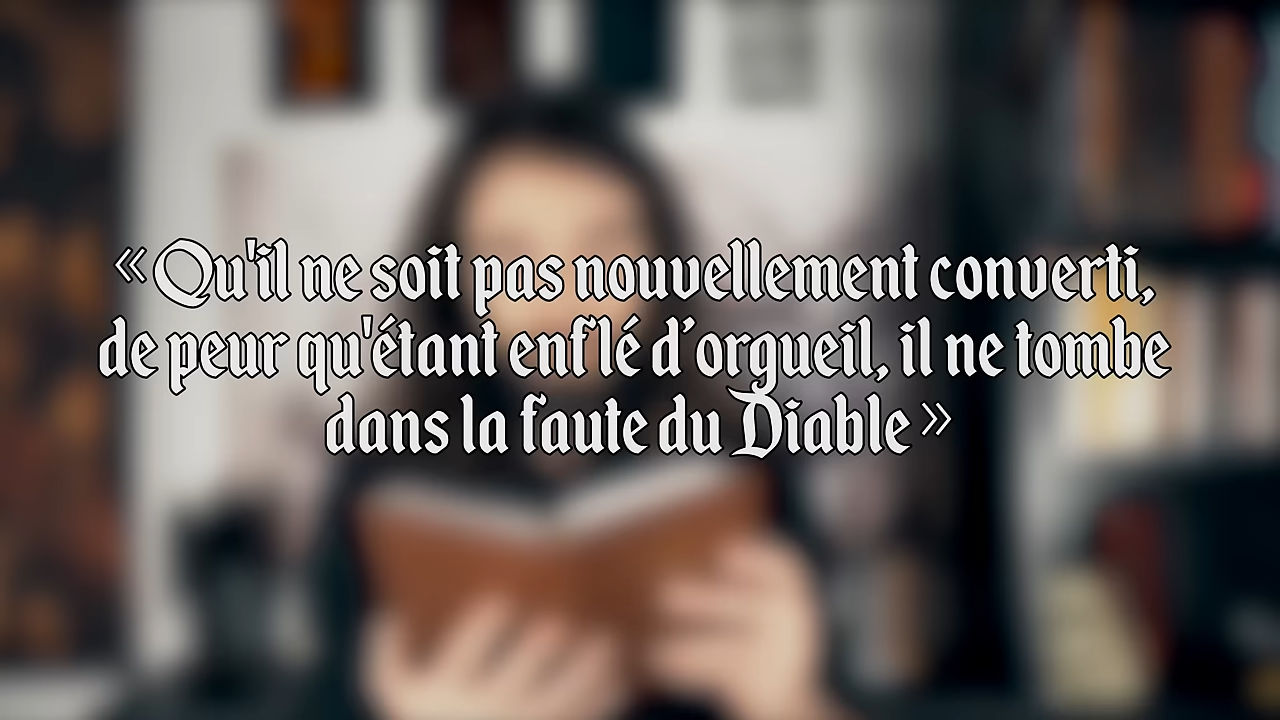 « Qu'il ne soit pas nouvellement converti,
de peur qu'étant enflé d’orgueil, il ne tombe
dans la faute du Diable »